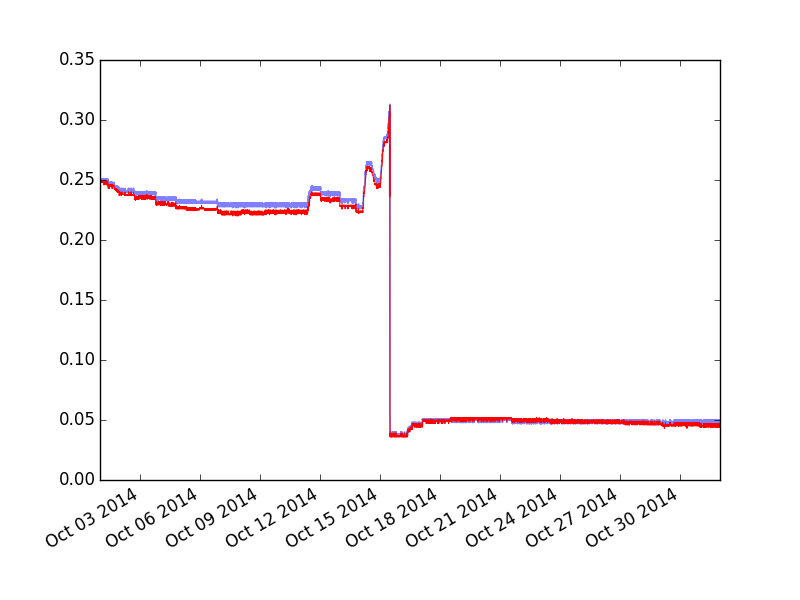 0.35
0.30
0.25
0.20
0.15
0.10
0.05
0.00
Oct 03 2014
Oct 06 2014
Oct 09 2014
Oct 12 2014
Oct 15 2014
Oct 18 2014
Oct 21 2014
Oct 24 2014
Oct 27 2014
Oct 30 2014